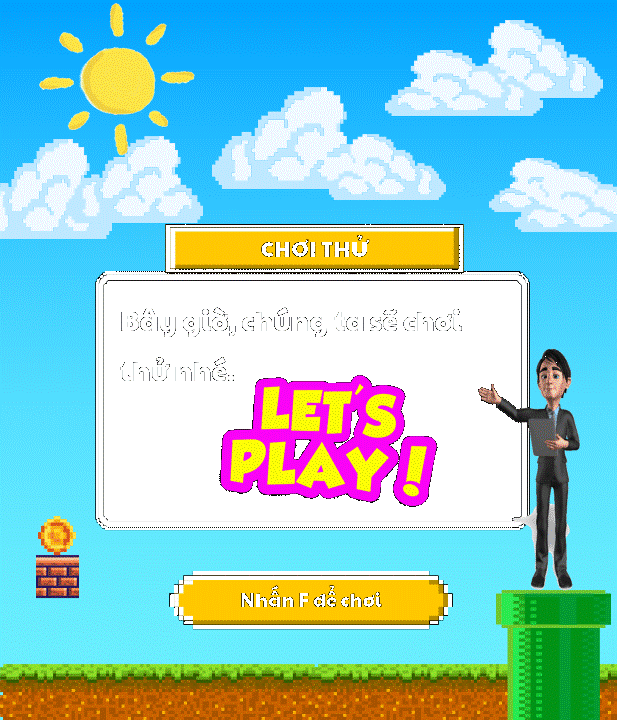 CHƠI THỬ
Bây giờ, chúng ta sẽ chơi
thử nhé.
LET'S
PLAY!
Nhấn F để chơi